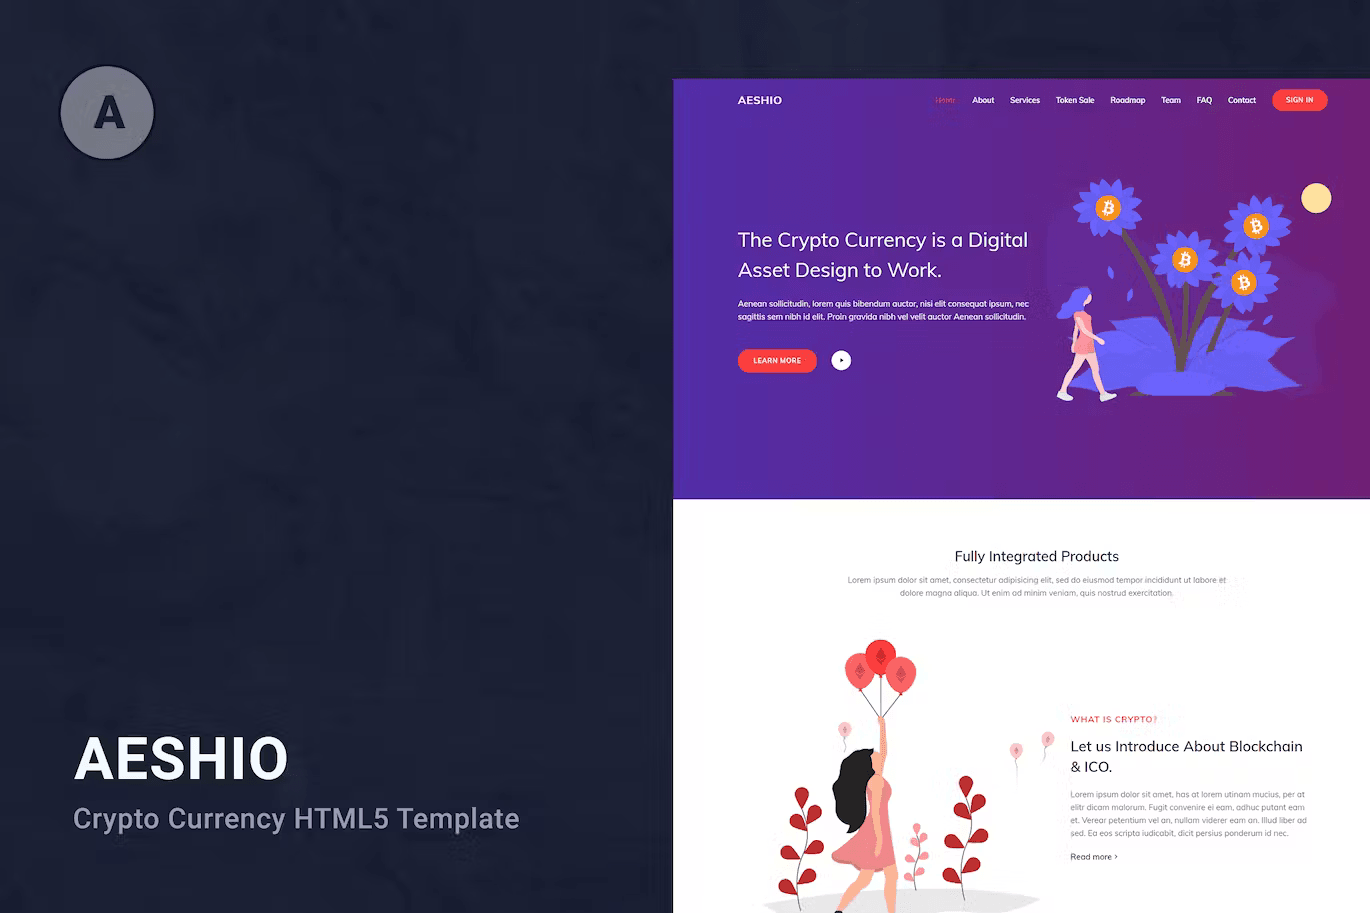 A
AESHIO
Crypto Currency HTML5 Template
AESHIO
Home
About
Services
Token Sale
Roadmap
Team
FAQ
Contact
SIGN IN
The Crypto Currency is a Digital
Asset Design to Work.
Aenean sollicitudin, lorem quis bibendum auctor, nisi elit consequat ipsum, nec
sagittis sem nibh id elit. Proin gravida nibh vel velit auctor Aenean sollicitudin.
LEARN MORE
Fully Integrated Products
Lorem ipsum dolor sit amet, consectetur adipisicing elit, sed do eiusmod tempor incididunt ut labore et
dolore magna aliqua. Ut enim ad minim veniam, quis nostrud exercitation.
WHAT IS CRYPTO?
Let us Introduce About Blockchain
& ICO.
Lorem ipsum dolor sit amet, has at lorem utinam mucius, per at
elitr dicam malorum. Fugit convenire ei eam, adhuc putant eam
et. Verear petentium vel an, nullam viderer eam an. Illud liber ad
sed. Ea eos scripta iudicabit, dicit persius ponderum id nec.
Read more ›